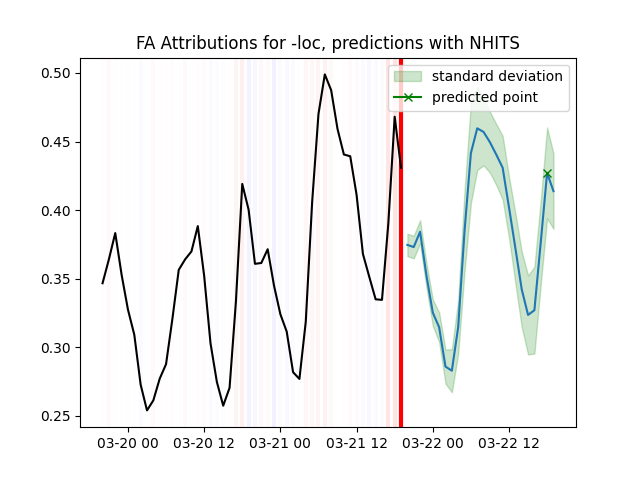 FA Attributions for -loc, predictions with NHITS
standard deviation
predicted point
0.50
0.45
0.40
0.35
0.30
0.25
03-20 00 03-20 12 03-21 00 03-21 12 03-22 00 03-22 12